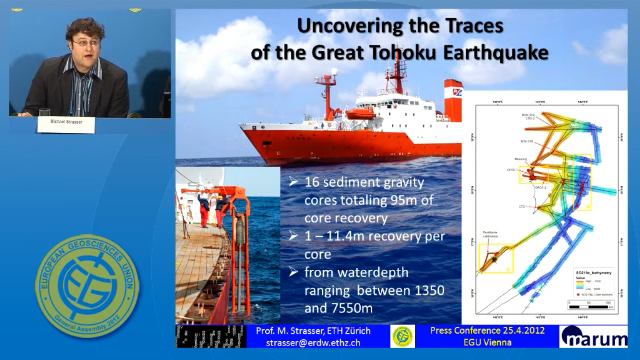 Uncovering the Traces
of the Great Tohoku Earthquake
Michael Strasser
➢ 16 sediment gravity
cores totaling 95m of
core recovery
➢ 1 – 11.4m recovery per
core
➢ from waterdepth
ranging between 1350
and 7550m
EUROPEAN GEOSCIENCES UNION
EGU
General Assembly 2012
Prof. M. Strasser, ETH Zürich
strasser@erdw.ethz.ch
Press Conference 25.4.2012
EGU Vienna
marum